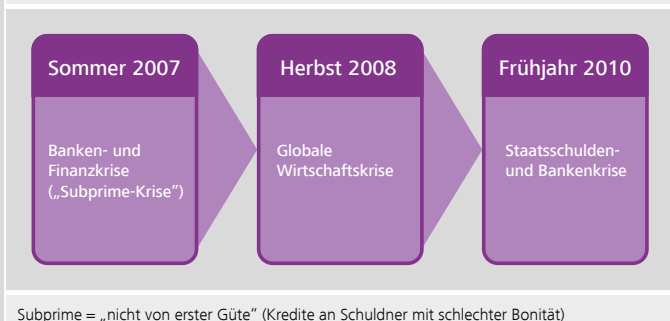 Sommer 2007
Banken- und
Finanzkrise
(„Subprime-Krise”)
Herbst 2008
Globale
Wirtschaftskrise
Frühjahr 2010
Staatsschulden-
und Bankenkrise
Subprime = „nicht von erster Güte” (Kredite an Schuldner mit schlechter Bonität)